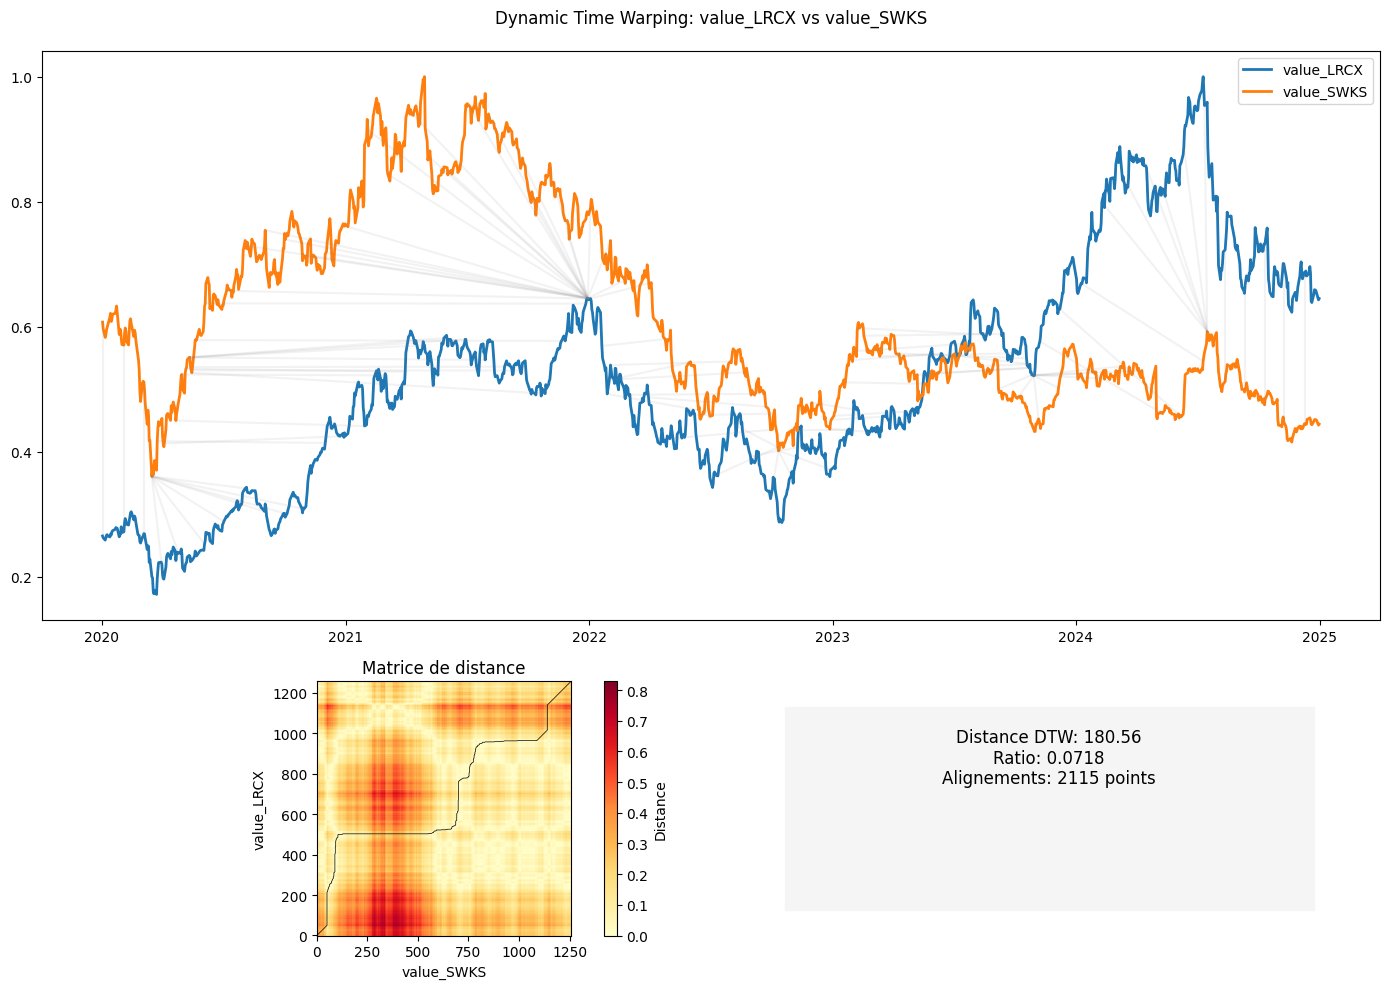 Dynamic Time Warping: value_LRCX vs value_SWKS
1.0
0.8
0.6
0.4
0.2
value_LRCX
value_SWKS
2020 2021 2022 2023 2024 2025
Matrice de distance
value_LRCX
1200
1000
800
600
400
200
0
0 250 500 750 1000 1250
value_SWKS
0.8
0.7
0.6
0.5
0.4
0.3
0.2
0.1
0.0
Distance
Distance DTW: 180.56
Ratio: 0.0718
Alignements: 2115 points